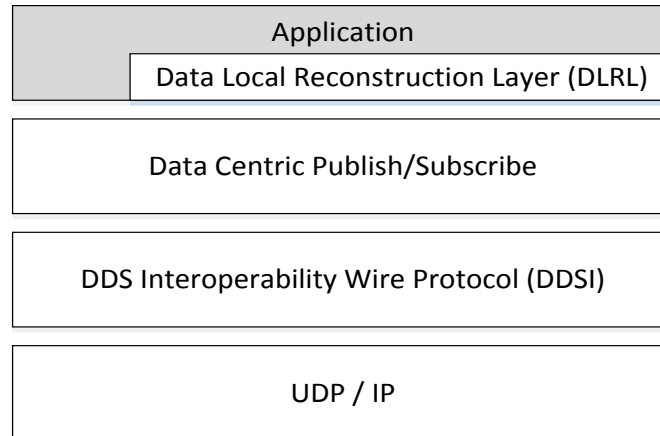 Application
Data Local Reconstruction Layer (DLRL)
Data Centric Publish/Subscribe
DDS Interoperability Wire Protocol (DDSI)
UDP / IP